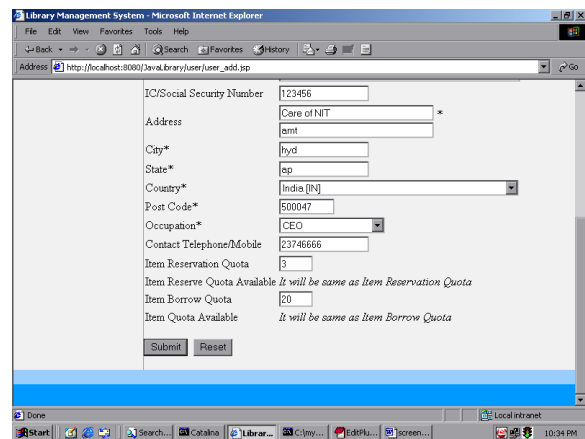 Library Management System - Microsoft Internet Explorer
File Edit View Favorites Tools Help
Back Search Favorites History
Address http://localhost:8080/JavaLibrary/user/user_add.jsp Go
IC/Social Security Number 123456
Address Care of NIT *
amt
City* hyd
State* ap
Country* India [IN]
Post Code* 500047
Occupation* CEO
Contact Telephone/Mobile 23746666
Item Reservation Quota 3
Item Reserve Quota Available It will be same as Item Reservation Quota
Item Borrow Quota 20
Item Quota Available It will be same as Item Borrow Quota
Submit Reset
Done Local intranet
Start Search... Catalina Librar... C:\my... EditPlu... screen... 10:34 PM